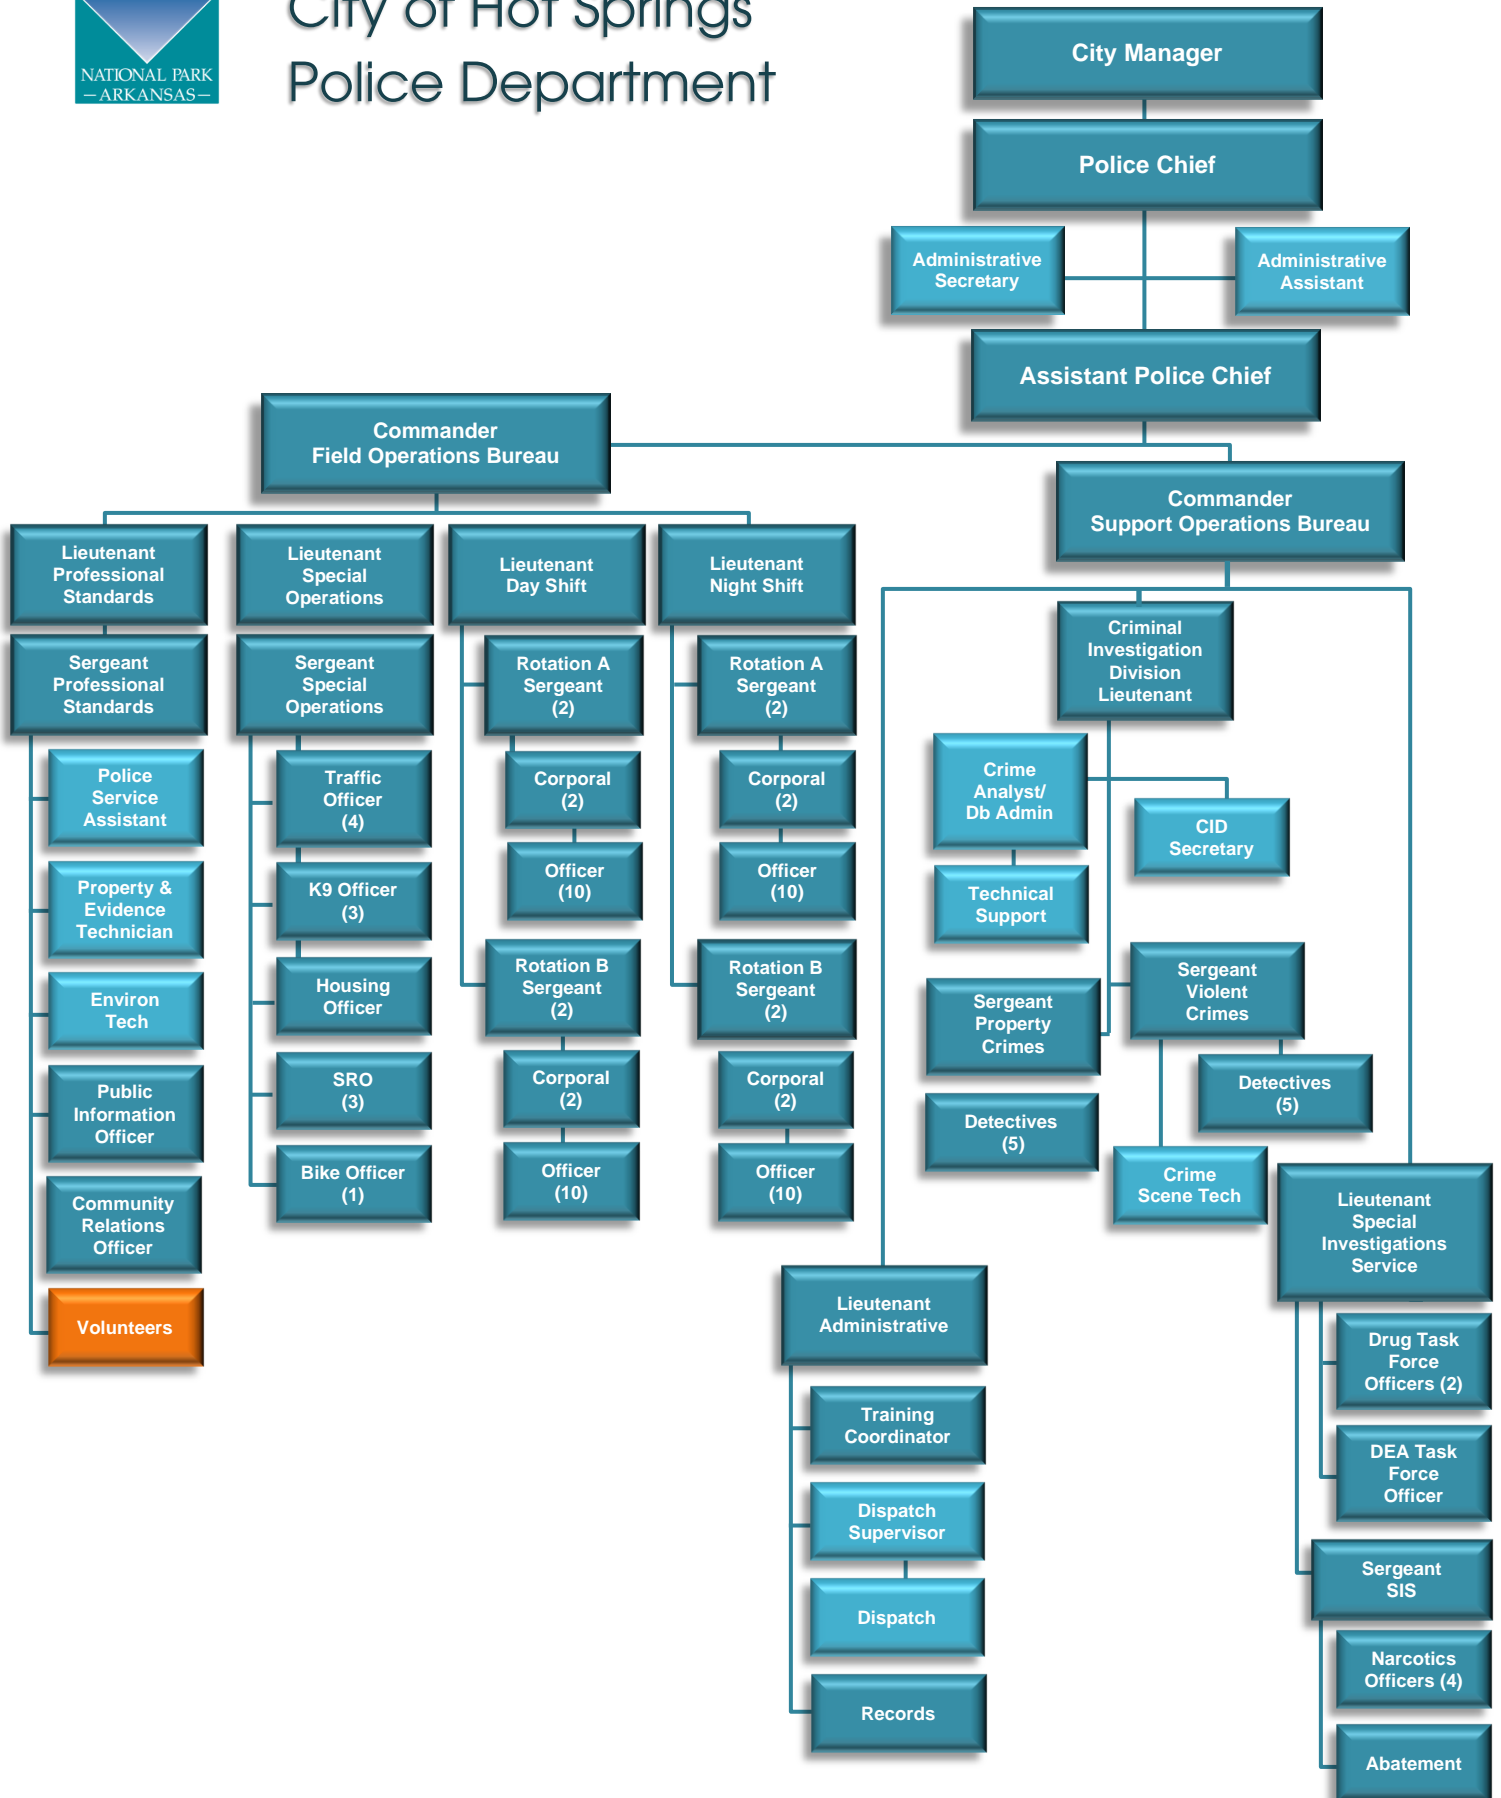 City of Hot Springs
Police Department
NATIONAL PARK
—ARKANSAS—
City Manager
Police Chief
Administrative
Secretary
Administrative
Assistant
Assistant Police Chief
Commander
Field Operations Bureau
Commander
Support Operations Bureau
Lieutenant
Professional
Standards
Sergeant
Professional
Standards
Police
Service
Assistant
Property &
Evidence
Technician
Environ
Tech
Public
Information
Officer
Community
Relations
Officer
Volunteers
Lieutenant
Special
Operations
Sergeant
Special
Operations
Traffic
Officer
(4)
K9 Officer
(3)
Housing
Officer
SRO
(3)
Bike Officer
(1)
Lieutenant
Day Shift
Rotation A
Sergeant
(2)
Corporal
(2)
Officer
(10)
Rotation B
Sergeant
(2)
Corporal
(2)
Officer
(10)
Lieutenant
Night Shift
Rotation A
Sergeant
(2)
Corporal
(2)
Officer
(10)
Rotation B
Sergeant
(2)
Corporal
(2)
Officer
(10)
Criminal
Investigation
Division
Lieutenant
Crime
Analyst/
Db Admin
CID
Secretary
Technical
Support
Sergeant
Property
Crimes
Detectives
(5)
Sergeant
Violent
Crimes
Detectives
(5)
Crime
Scene Tech
Lieutenant
Administrative
Training
Coordinator
Dispatch
Supervisor
Dispatch
Records
Lieutenant
Special
Investigations
Service
Drug Task
Force
Officers (2)
DEA Task
Force
Officer
Sergeant
SIS
Narcotics
Officers (4)
Abatement